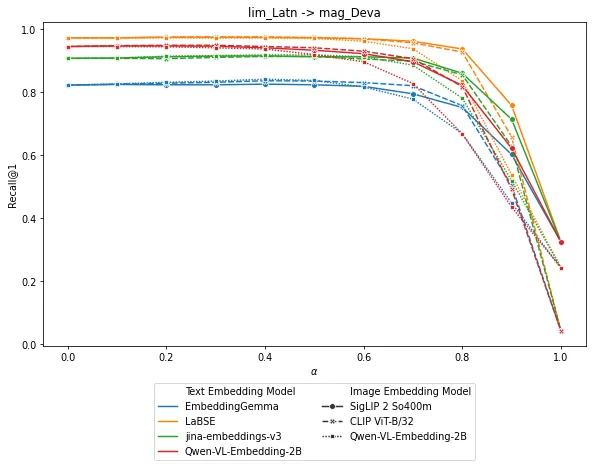 lim_Latn -> mag_Deva
Recall@1
1.0
0.8
0.6
0.4
0.2
0.0
0.0 0.2 0.4 0.6 0.8 1.0
α
Text Embedding Model Image Embedding Model
EmbeddingGemma SigLIP 2 So400m
LaBSE CLIP ViT-B/32
jina-embeddings-v3 Qwen-VL-Embedding-2B
Qwen-VL-Embedding-2B